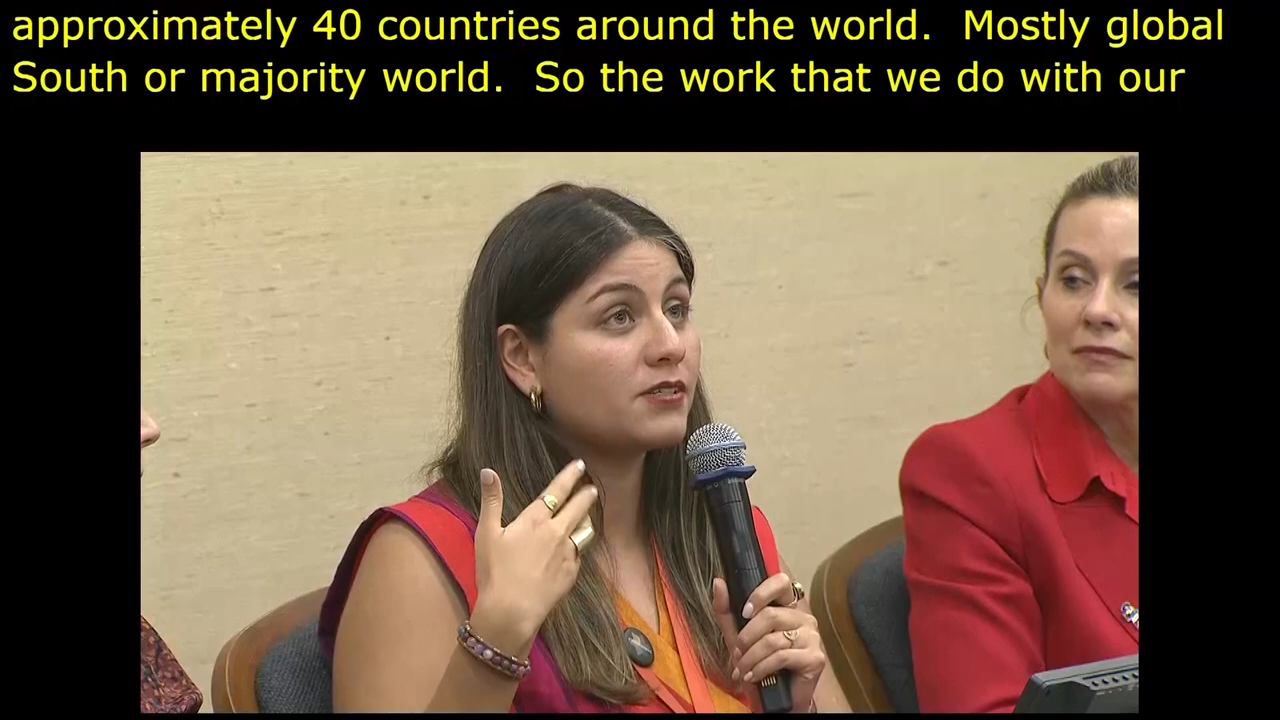 approximately 40 countries around the world.  Mostly global
South or majority world.  So the work that we do with our